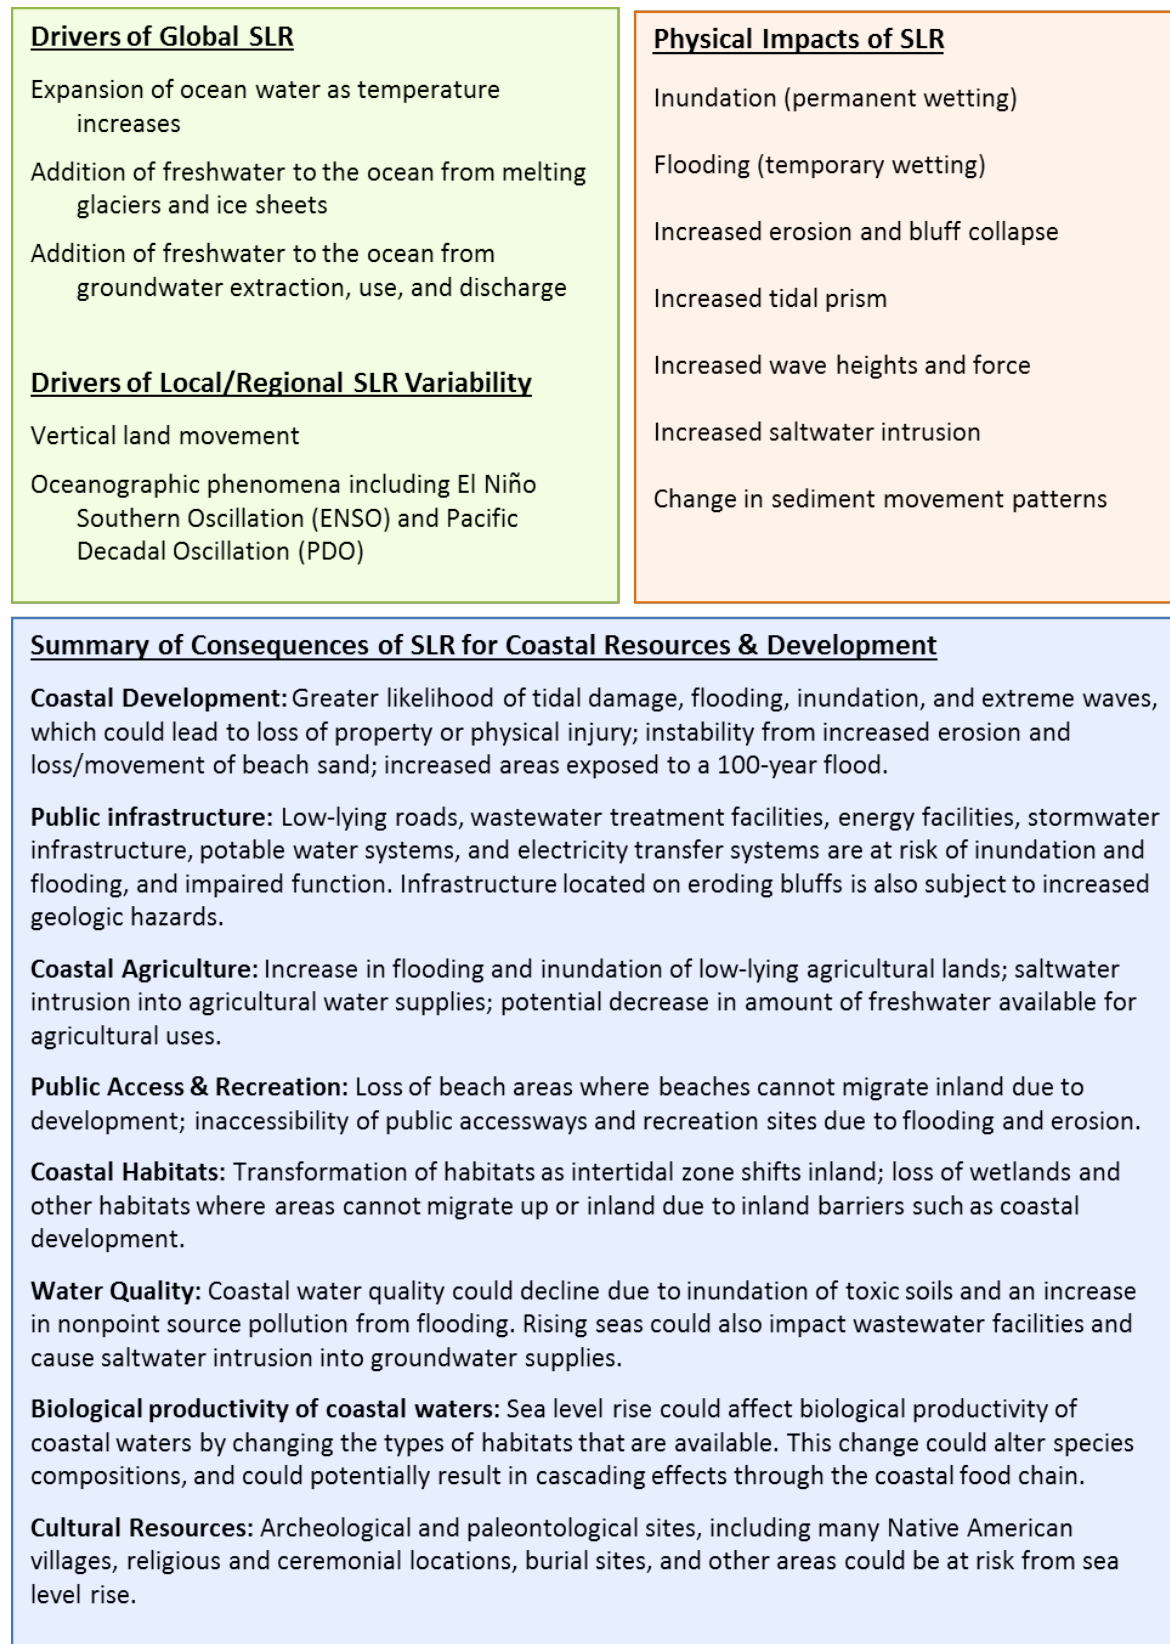 Drivers of Global SLR
Expansion of ocean water as temperature
increases
Addition of freshwater to the ocean from melting
glaciers and ice sheets
Addition of freshwater to the ocean from
groundwater extraction, use, and discharge
Drivers of Local/Regional SLR Variability
Vertical land movement
Oceanographic phenomena including El Niño
Southern Oscillation (ENSO) and Pacific
Decadal Oscillation (PDO)
Physical Impacts of SLR
Inundation (permanent wetting)
Flooding (temporary wetting)
Increased erosion and bluff collapse
Increased tidal prism
Increased wave heights and force
Increased saltwater intrusion
Change in sediment movement patterns
Summary of Consequences of SLR for Coastal Resources & Development
Coastal Development: Greater likelihood of tidal damage, flooding, inundation, and extreme waves,
which could lead to loss of property or physical injury; instability from increased erosion and
loss/movement of beach sand; increased areas exposed to a 100-year flood.
Public infrastructure: Low-lying roads, wastewater treatment facilities, energy facilities, stormwater
infrastructure, potable water systems, and electricity transfer systems are at risk of inundation and
flooding, and impaired function. Infrastructure located on eroding bluffs is also subject to increased
geologic hazards.
Coastal Agriculture: Increase in flooding and inundation of low-lying agricultural lands; saltwater
intrusion into agricultural water supplies; potential decrease in amount of freshwater available for
agricultural uses.
Public Access & Recreation: Loss of beach areas where beaches cannot migrate inland due to
development; inaccessibility of public accessways and recreation sites due to flooding and erosion.
Coastal Habitats: Transformation of habitats as intertidal zone shifts inland; loss of wetlands and
other habitats where areas cannot migrate up or inland due to inland barriers such as coastal
development.
Water Quality: Coastal water quality could decline due to inundation of toxic soils and an increase
in nonpoint source pollution from flooding. Rising seas could also impact wastewater facilities and
cause saltwater intrusion into groundwater supplies.
Biological productivity of coastal waters: Sea level rise could affect biological productivity of
coastal waters by changing the types of habitats that are available. This change could alter species
compositions, and could potentially result in cascading effects through the coastal food chain.
Cultural Resources: Archeological and paleontological sites, including many Native American
villages, religious and ceremonial locations, burial sites, and other areas could be at risk from sea
level rise.